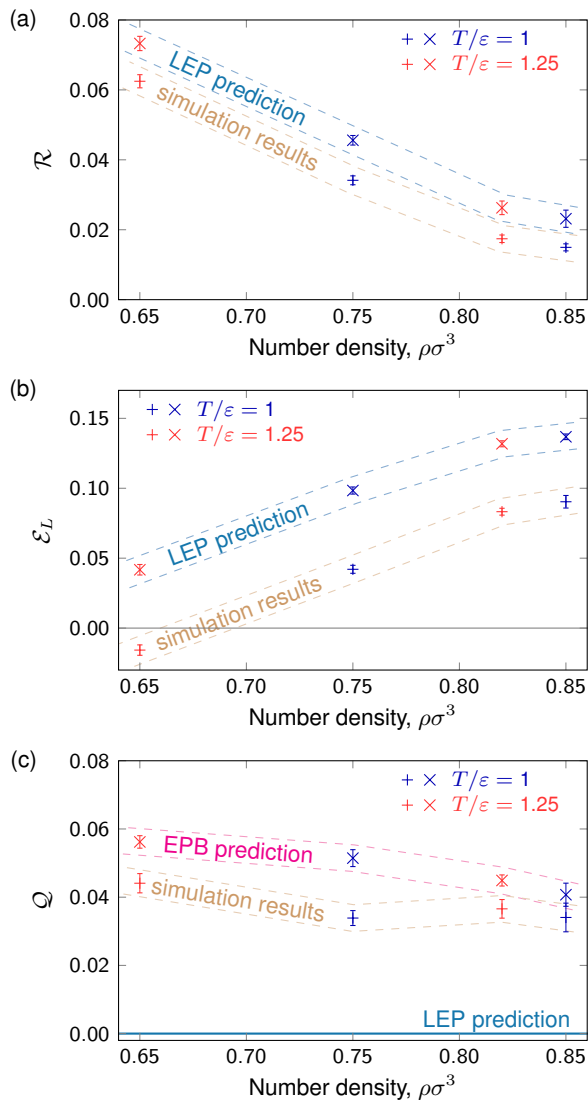 (a)
0.08
0.06
0.04
0.02
0.00
ℛ
+ × T/ε = 1
+ × T/ε = 1.25
LEP prediction
simulation results
0.65 0.70 0.75 0.80 0.85
Number density, ρσ³
(b)
0.15
0.10
0.05
0.00
ℰ_L
+ × T/ε = 1
+ × T/ε = 1.25
LEP prediction
simulation results
0.65 0.70 0.75 0.80 0.85
Number density, ρσ³
(c)
0.08
0.06
0.04
0.02
0.00
𝒬
+ × T/ε = 1
+ × T/ε = 1.25
EPB prediction
simulation results
LEP prediction
0.65 0.70 0.75 0.80 0.85
Number density, ρσ³